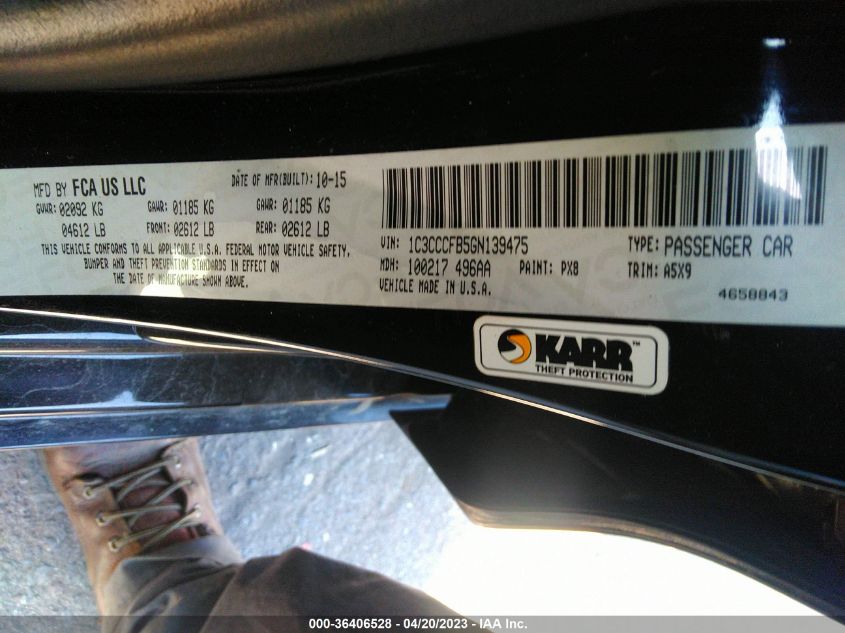 MFD BY FCA US LLC
DATE OF MFR(BUILT): 10-15
GVWR: 02092 KG GAWR: 01185 KG GAWR: 01185 KG
04612 LB FRONT: 02612 LB REAR: 02612 LB
THIS VEHICLE CONFORMS TO ALL APPLICABLE U.S.A. FEDERAL MOTOR VEHICLE SAFETY,
BUMPER AND THEFT PREVENTION STANDARDS IN EFFECT ON
THE DATE OF MANUFACTURE SHOWN ABOVE.
VIN: 1C3CCCFB5GN139475 TYPE: PASSENGER CAR
MDH: 100217 496AA PAINT: PX8 TRIM: A5X9
VEHICLE MADE IN U.S.A.
4658843
KARR™
THEFT PROTECTION
000-36406528 - 04/20/2023 - IAA Inc.